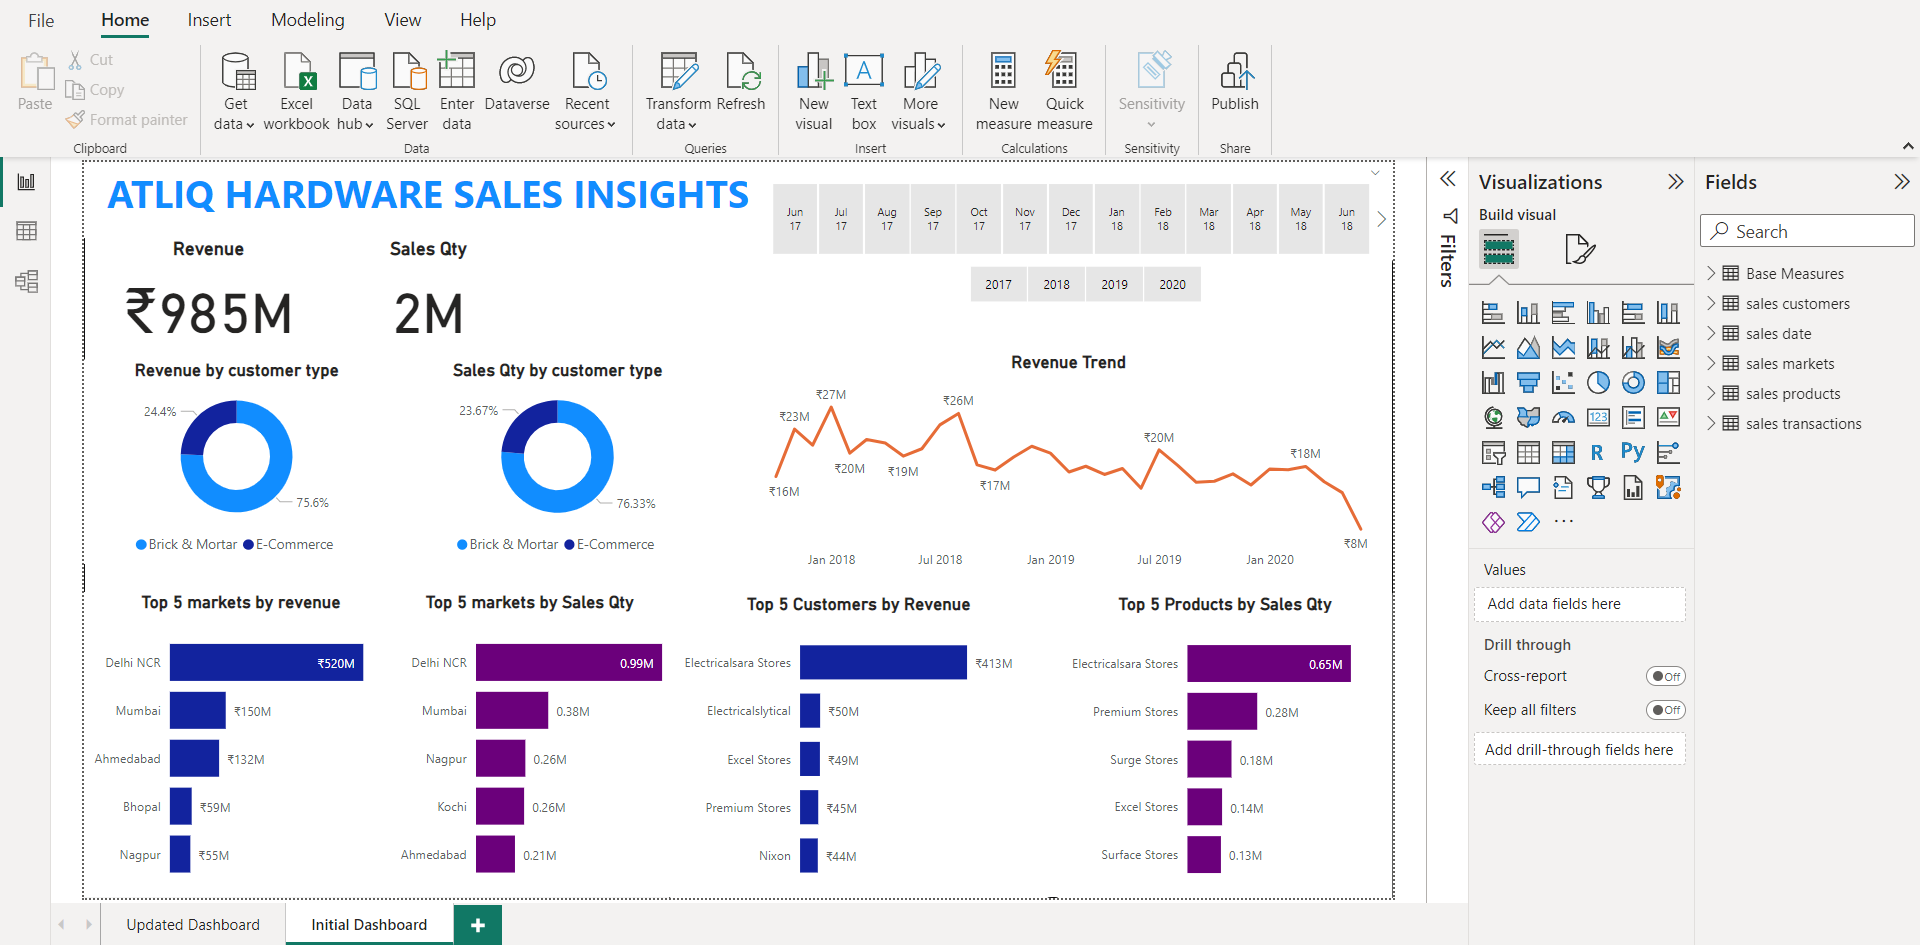 File
Home
Insert
Modeling
View
Help
Paste
Cut
Copy
Format painter
Clipboard
Get
data
Excel
workbook
Data
hub
SQL
Server
Enter
data
Dataverse
Recent
sources
Data
Transform
data
Refresh
Queries
New
visual
Text
box
More
visuals
Insert
New
measure
Quick
measure
Calculations
Sensitivity
Sensitivity
Publish
Share
ATLIQ HARDWARE SALES INSIGHTS
Jun
17
Jul
17
Aug
17
Sep
17
Oct
17
Nov
17
Dec
17
Jan
18
Feb
18
Mar
18
Apr
18
May
18
Jun
18
2017
2018
2019
2020
Revenue
₹985M
Sales Qty
2M
Revenue by customer type
24.4%
75.6%
Brick & Mortar
E-Commerce
Sales Qty by customer type
23.67%
76.33%
Brick & Mortar
E-Commerce
Revenue Trend
₹16M
₹23M
₹27M
₹20M
₹19M
₹26M
₹17M
₹20M
₹18M
₹8M
Jan 2018
Jul 2018
Jan 2019
Jul 2019
Jan 2020
Top 5 markets by revenue
Delhi NCR ₹520M
Mumbai ₹150M
Ahmedabad ₹132M
Bhopal ₹59M
Nagpur ₹55M
Top 5 markets by Sales Qty
Delhi NCR 0.99M
Mumbai 0.38M
Nagpur 0.26M
Kochi 0.26M
Ahmedabad 0.21M
Top 5 Customers by Revenue
Electricalsara Stores ₹413M
Electricalslytical ₹50M
Excel Stores ₹49M
Premium Stores ₹45M
Nixon ₹44M
Top 5 Products by Sales Qty
Electricalsara Stores 0.65M
Premium Stores 0.28M
Surge Stores 0.18M
Excel Stores 0.14M
Surface Stores 0.13M
Filters
Visualizations
Build visual
123
R
Py
Values
Add data fields here
Drill through
Cross-report
Off
Keep all filters
Off
Add drill-through fields here
Fields
Search
Base Measures
sales customers
sales date
sales markets
sales products
sales transactions
Updated Dashboard
Initial Dashboard